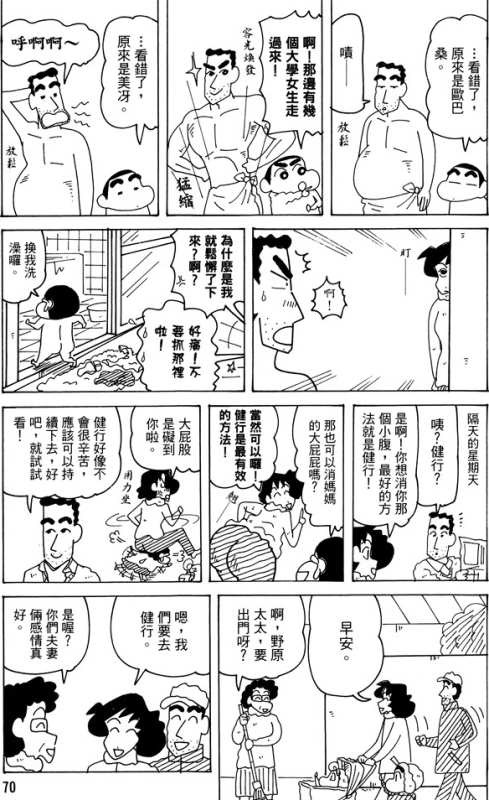 …看錯了，
原來是歐巴
桑。
嘖
放鬆
啊！那邊有幾
個大學女生走
過來！
容光煥發
猛縮
…看錯了，
原來是美冴。
呼啊啊～
放鬆
盯
啊！
為什麼是我
就鬆懈了下
來？啊？
好痛！不
要抓那裡
啦！
換我洗
澡囉。
隔天的星期天
咦？健行？
是啊！你想消你那
個小腹，最好的方
法就是健行！
那也可以消媽媽
的大屁屁嗎？
當然可以囉！
健行是最有效
的方法！
大屁股
是礙到
你啦。
用力坐
健行好像不
會很辛苦，
應該可以持
續下去，好
吧，就試試
看！
早安。
啊，野原
太太，要
出門呀？
嗯，我
們要去
健行。
是喔？
你們夫妻
倆感情真
好。
70